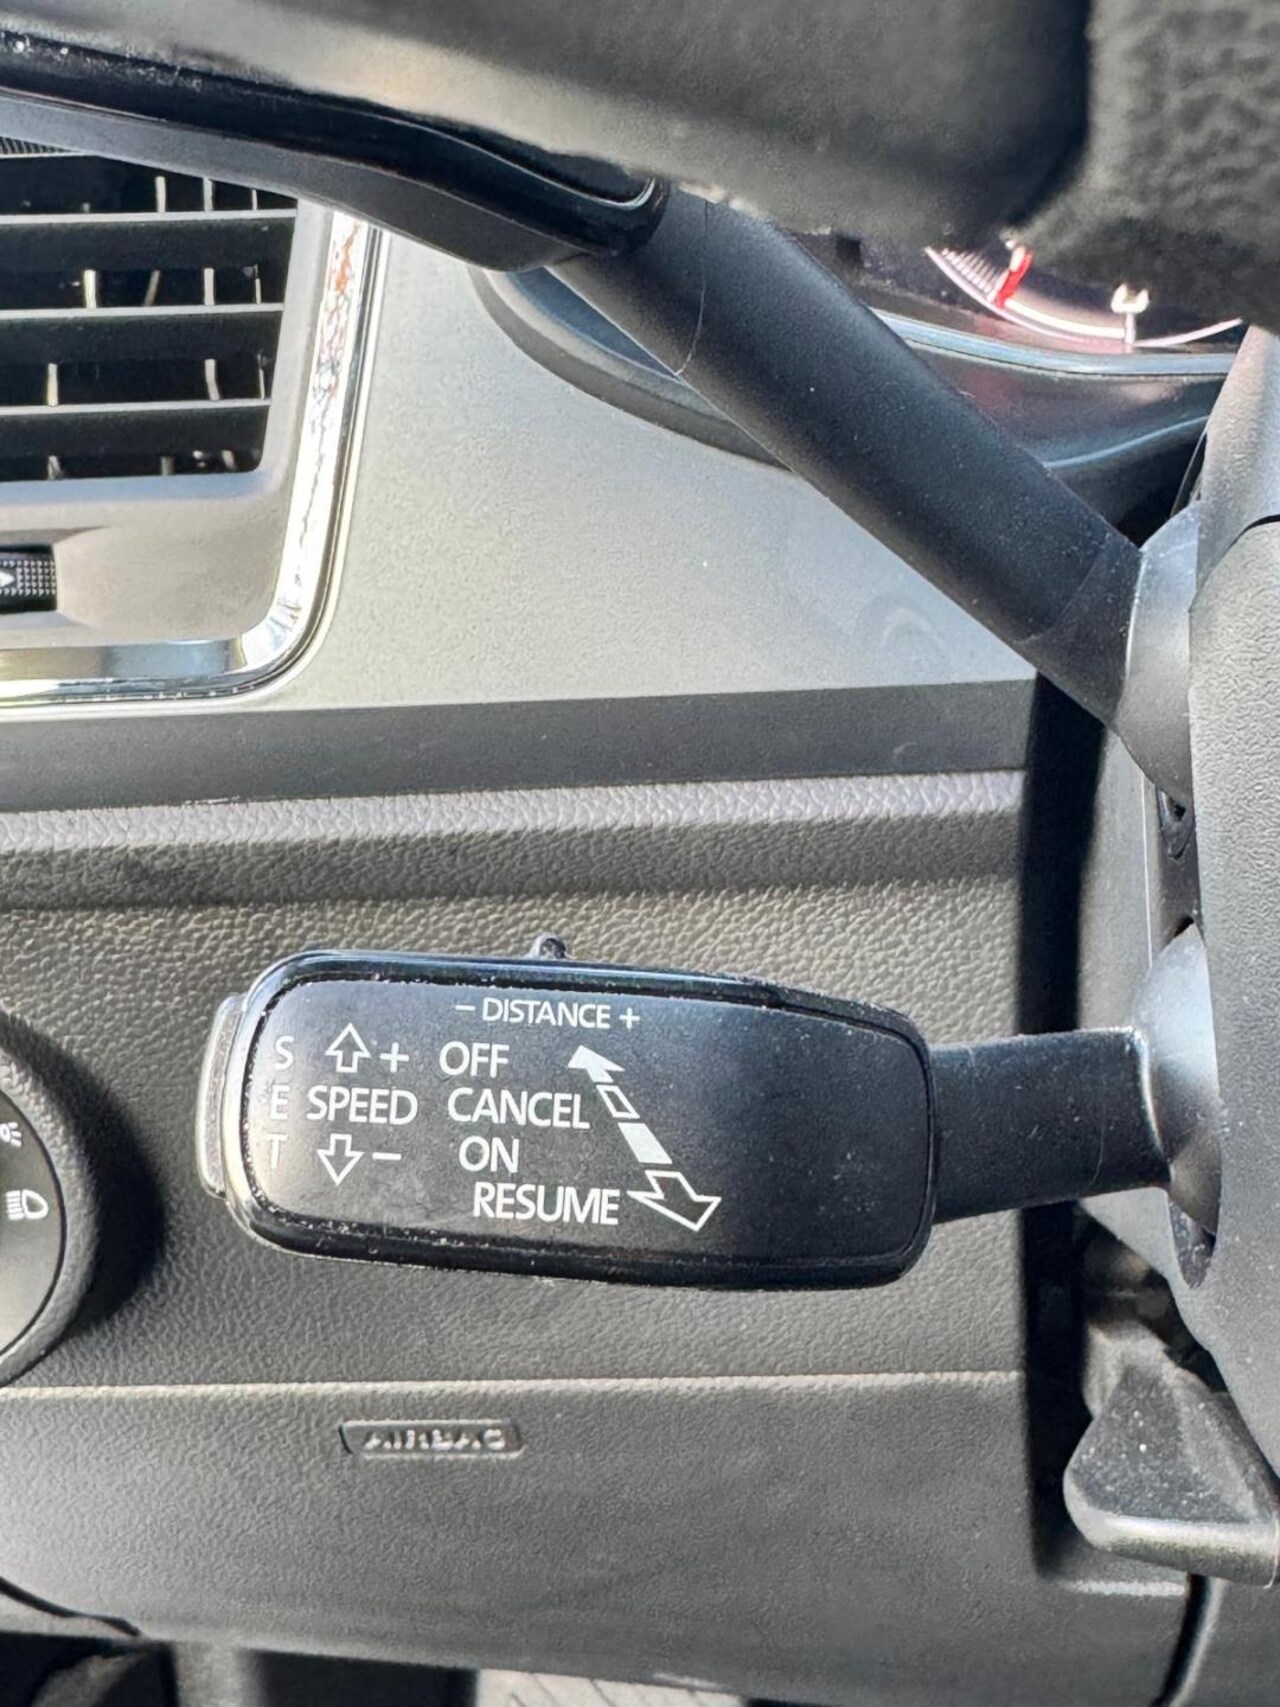 - DISTANCE +
S + OFF
E SPEED CANCEL
T - ON
RESUME
AIRBAG